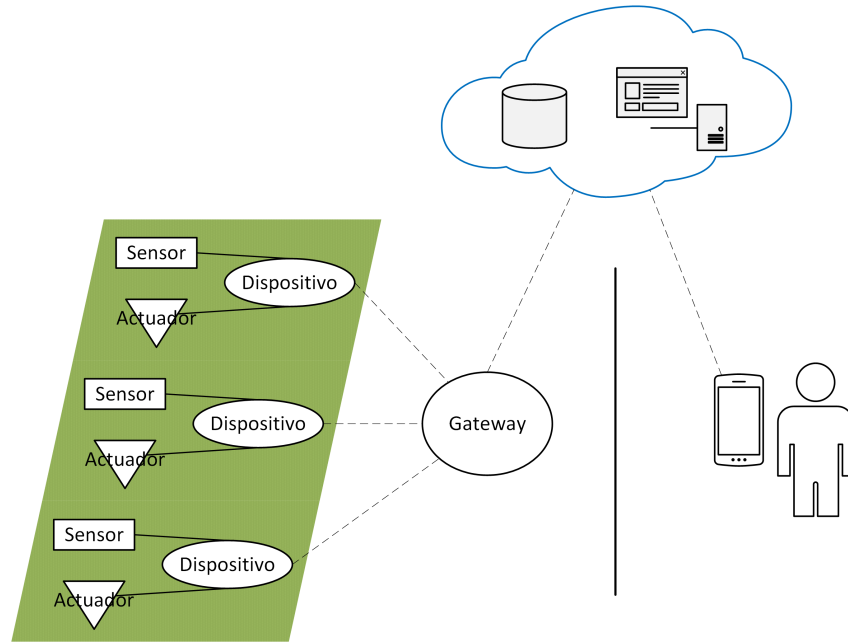 Sensor
Dispositivo
Actuador
Sensor
Dispositivo
Gateway
Actuador
Sensor
Dispositivo
Actuador